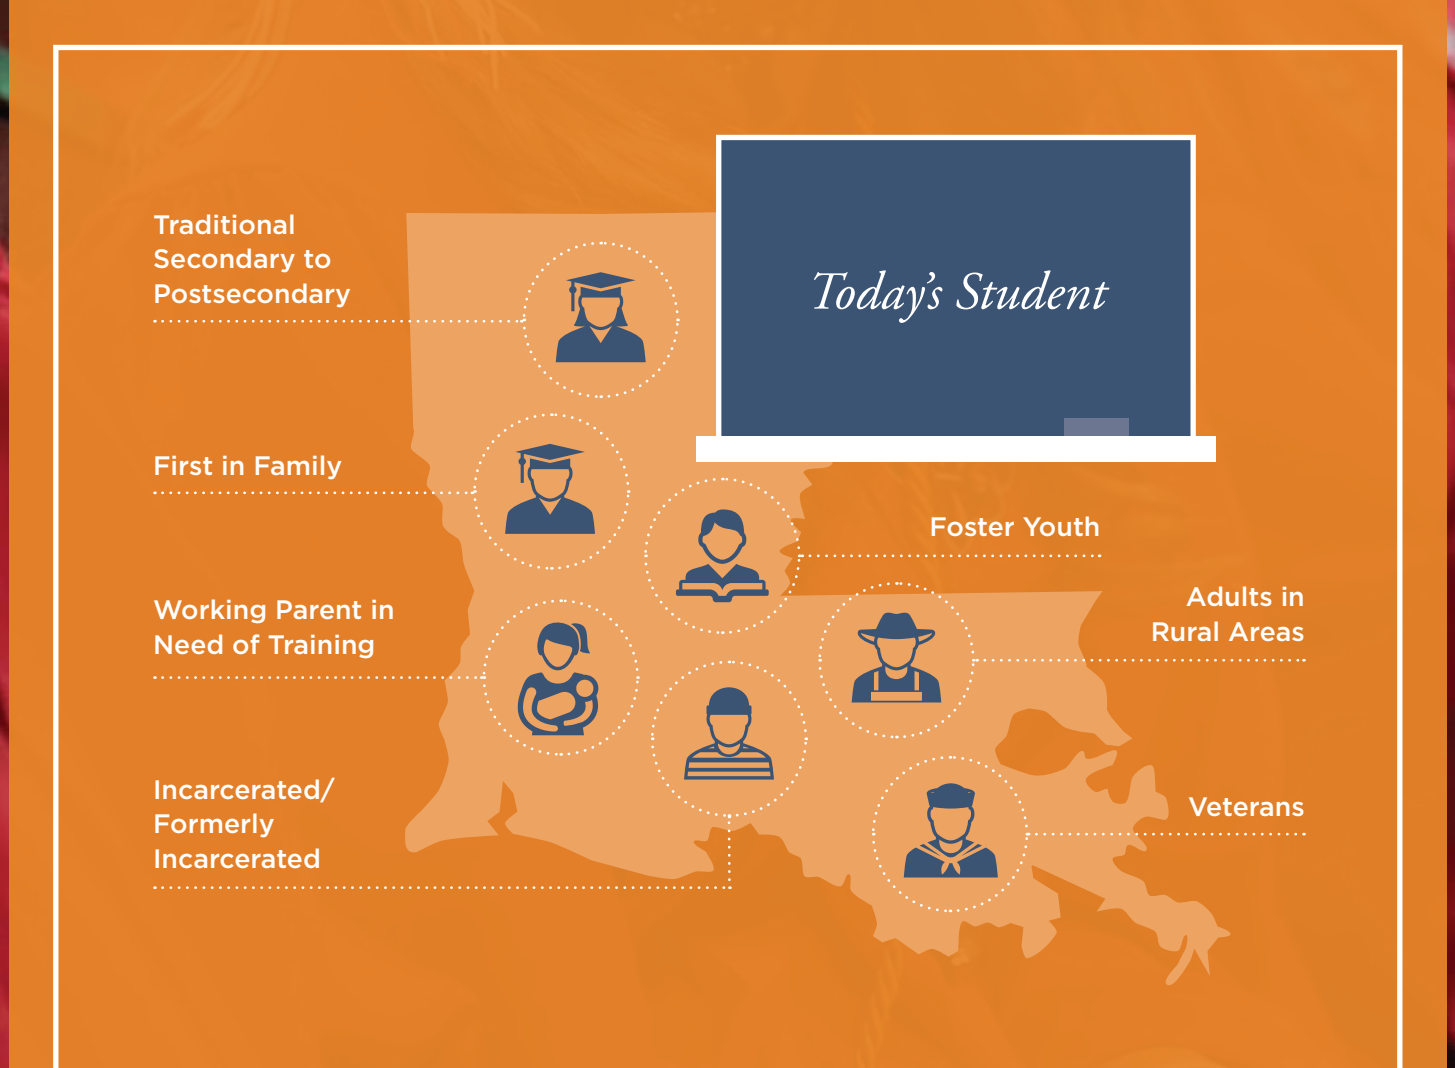 Today's Student
Traditional
Secondary to
Postsecondary
First in Family
Working Parent in
Need of Training
Incarcerated/
Formerly
Incarcerated
Foster Youth
Adults in
Rural Areas
Veterans